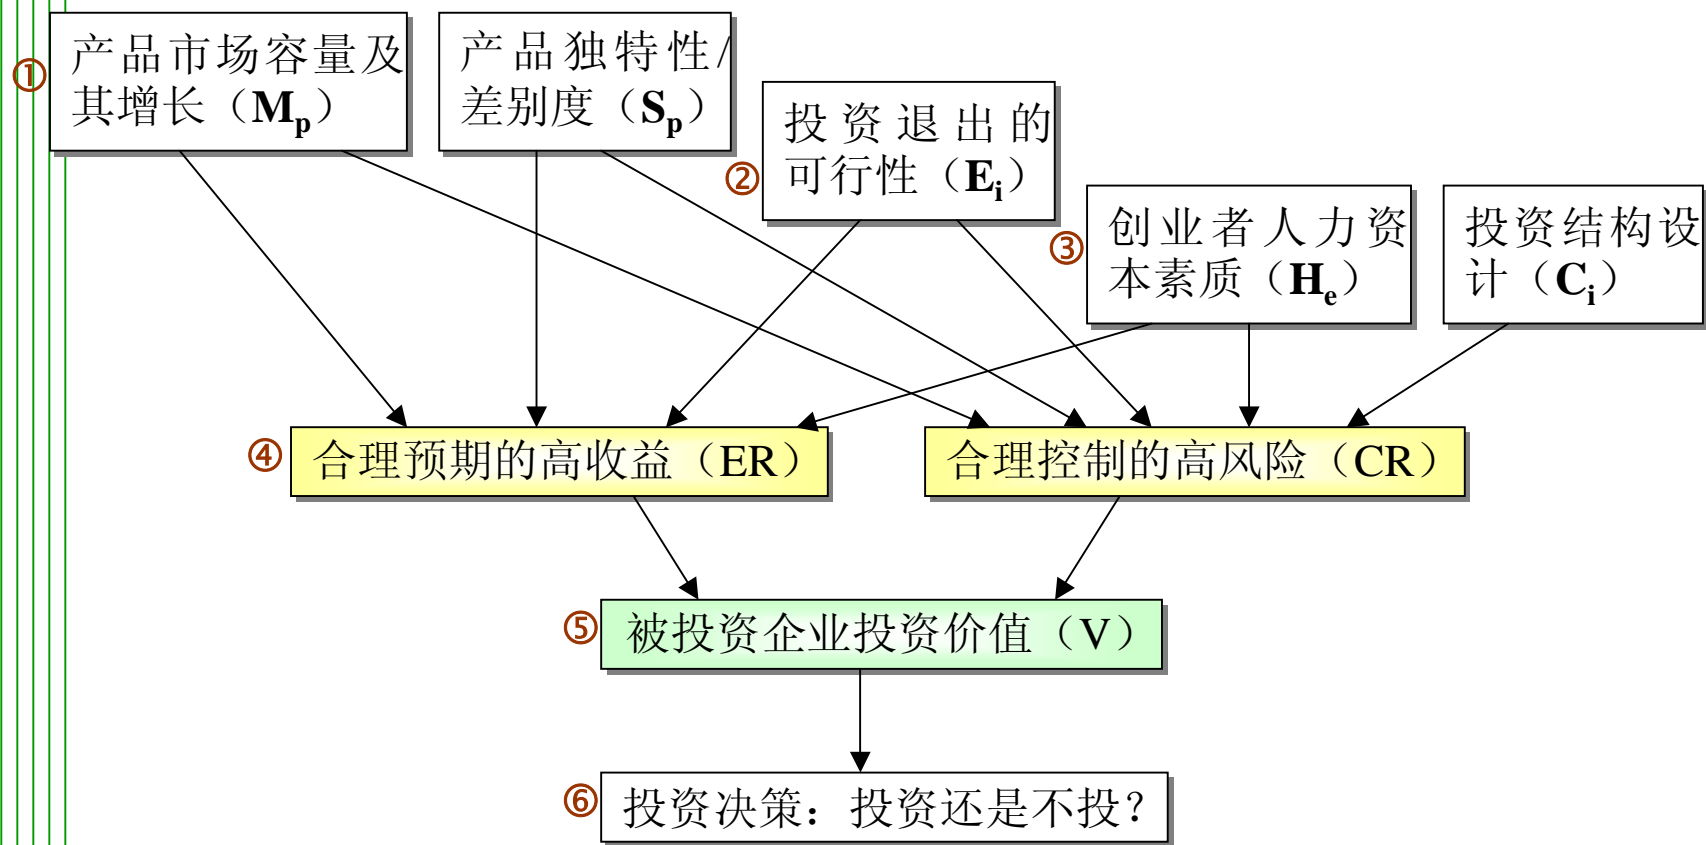 ①
产品市场容量及
其增长（Mp）
产品独特性/
差别度（Sp）
②
投资退出的
可行性（Ei）
③
创业者人力资
本素质（He）
投资结构设
计（Ci）
④
合理预期的高收益（ER）
合理控制的高风险（CR）
⑤
被投资企业投资价值（V）
⑥
投资决策：投资还是不投？